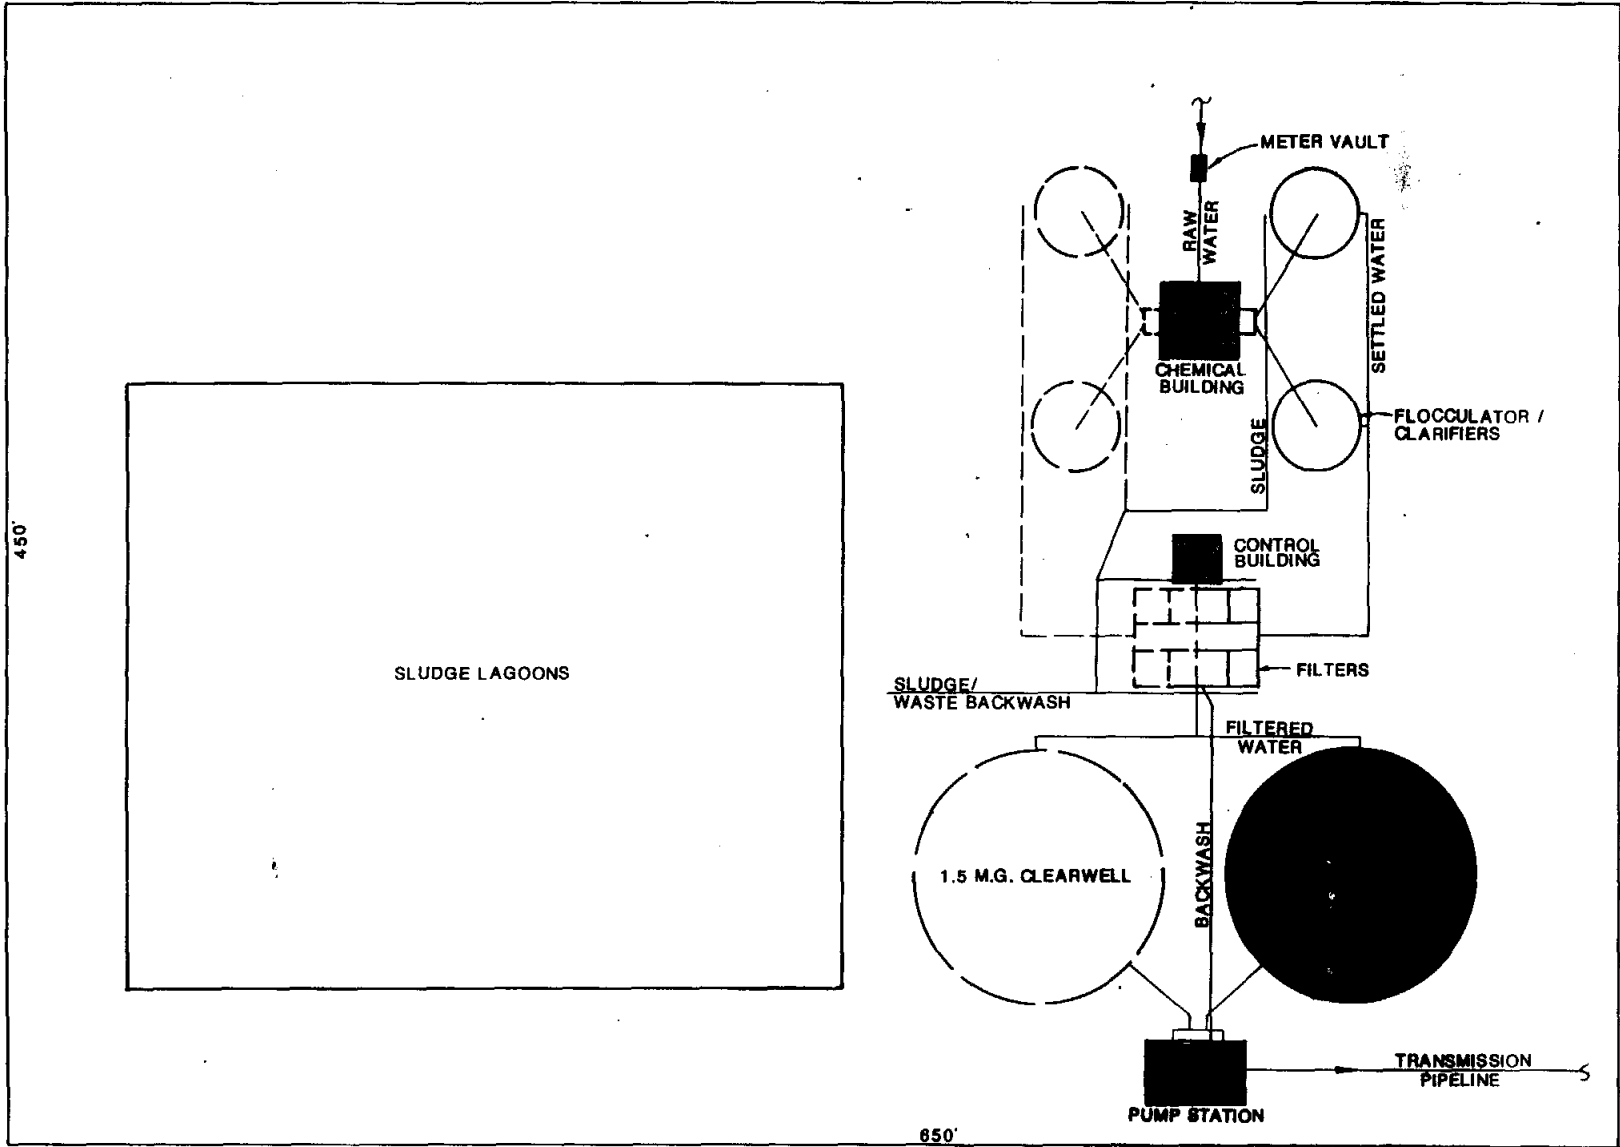 METER VAULT
RAW
WATER
SETTLED WATER
CHEMICAL
BUILDING
FLOCCULATOR /
CLARIFIERS
SLUDGE
450'
CONTROL
BUILDING
SLUDGE LAGOONS
FILTERS
SLUDGE/
WASTE BACKWASH
FILTERED
WATER
1.5 M.G. CLEARWELL
BACKWASH
TRANSMISSION
PIPELINE
PUMP STATION
650'